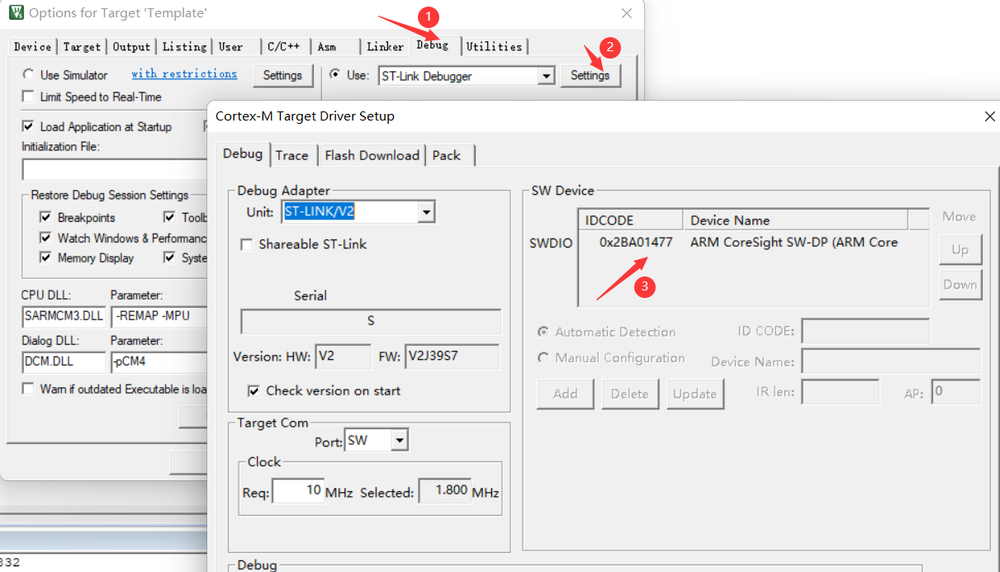 Options for Target 'Template'
1
2
Device Target Output Listing User C/C++ Asm Linker Debug Utilities
Use Simulator with restrictions Settings
Use: ST-Link Debugger Settings
Limit Speed to Real-Time
Load Application at Startup
Initialization File:
Restore Debug Session Settings
Breakpoints Toolb
Watch Windows & Performanc
Memory Display Syste
CPU DLL: Parameter:
SARMCM3.DLL -REMAP -MPU
Dialog DLL: Parameter:
DCM.DLL -pCM4
Warn if outdated Executable is loa
332
Cortex-M Target Driver Setup
Debug Trace Flash Download Pack
Debug Adapter
Unit: ST-LINK/V2
Shareable ST-Link
Serial
S
Version: HW: V2 FW: V2J39S7
Check version on start
Target Com
Port: SW
Clock
Req: 10 MHz Selected: 1.800 MHz
Debug
SW Device
IDCODE Device Name
SWDIO 0x2BA01477 ARM CoreSight SW-DP (ARM Core
3
Move
Up
Down
Automatic Detection ID CODE:
Manual Configuration Device Name:
Add Delete Update IR len: AP: 0